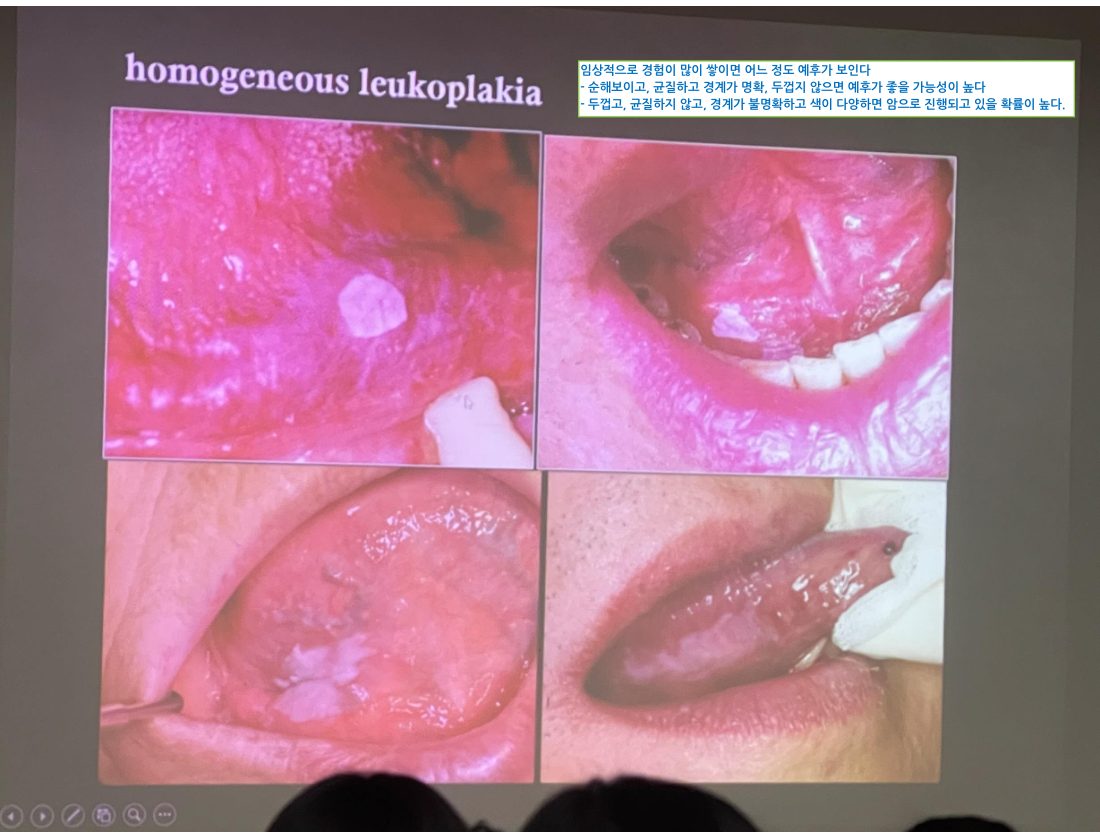 homogeneous leukoplakia
임상적으로 경험이 많이 쌓이면 어느 정도 예후가 보인다
- 순해보이고, 균질하고 경계가 명확, 두껍지 않으면 예후가 좋을 가능성이 높다
- 두껍고, 균질하지 않고, 경계가 불명확하고 색이 다양하면 암으로 진행되고 있을 확률이 높다.